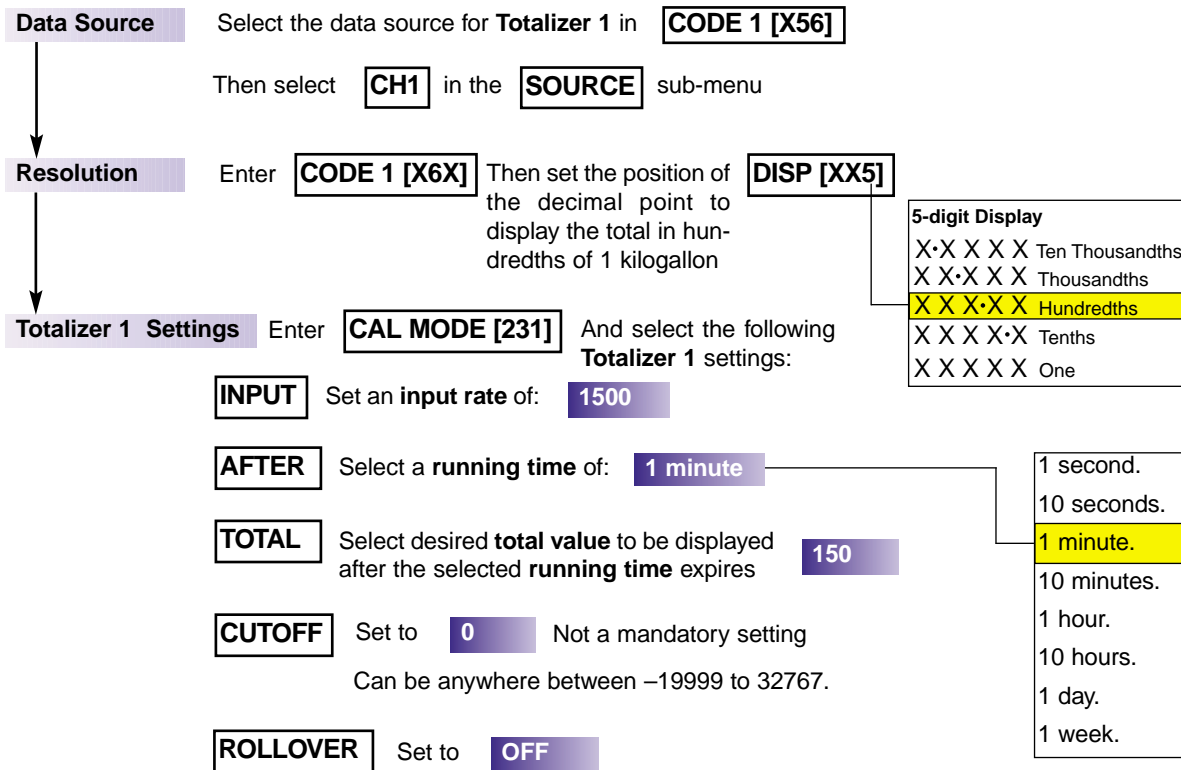 Data Source
Select the data source for Totalizer 1 in CODE 1 [X56]
Then select CH1 in the SOURCE sub-menu
Resolution
Enter CODE 1 [X6X]
Then set the position of
the decimal point to
display the total in hun-
dredths of 1 kilogallon
DISP [XX5]
5-digit Display
X•X X X X Ten Thousandths
X X•X X X Thousandths
X X X•X X Hundredths
X X X X•X Tenths
X X X X X One
Totalizer 1 Settings
Enter CAL MODE [231]
And select the following
Totalizer 1 settings:
INPUT Set an input rate of: 1500
AFTER Select a running time of: 1 minute
1 second.
10 seconds.
1 minute.
10 minutes.
1 hour.
10 hours.
1 day.
1 week.
TOTAL
Select desired total value to be displayed
after the selected running time expires
150
CUTOFF Set to 0 Not a mandatory setting
Can be anywhere between –19999 to 32767.
ROLLOVER Set to OFF